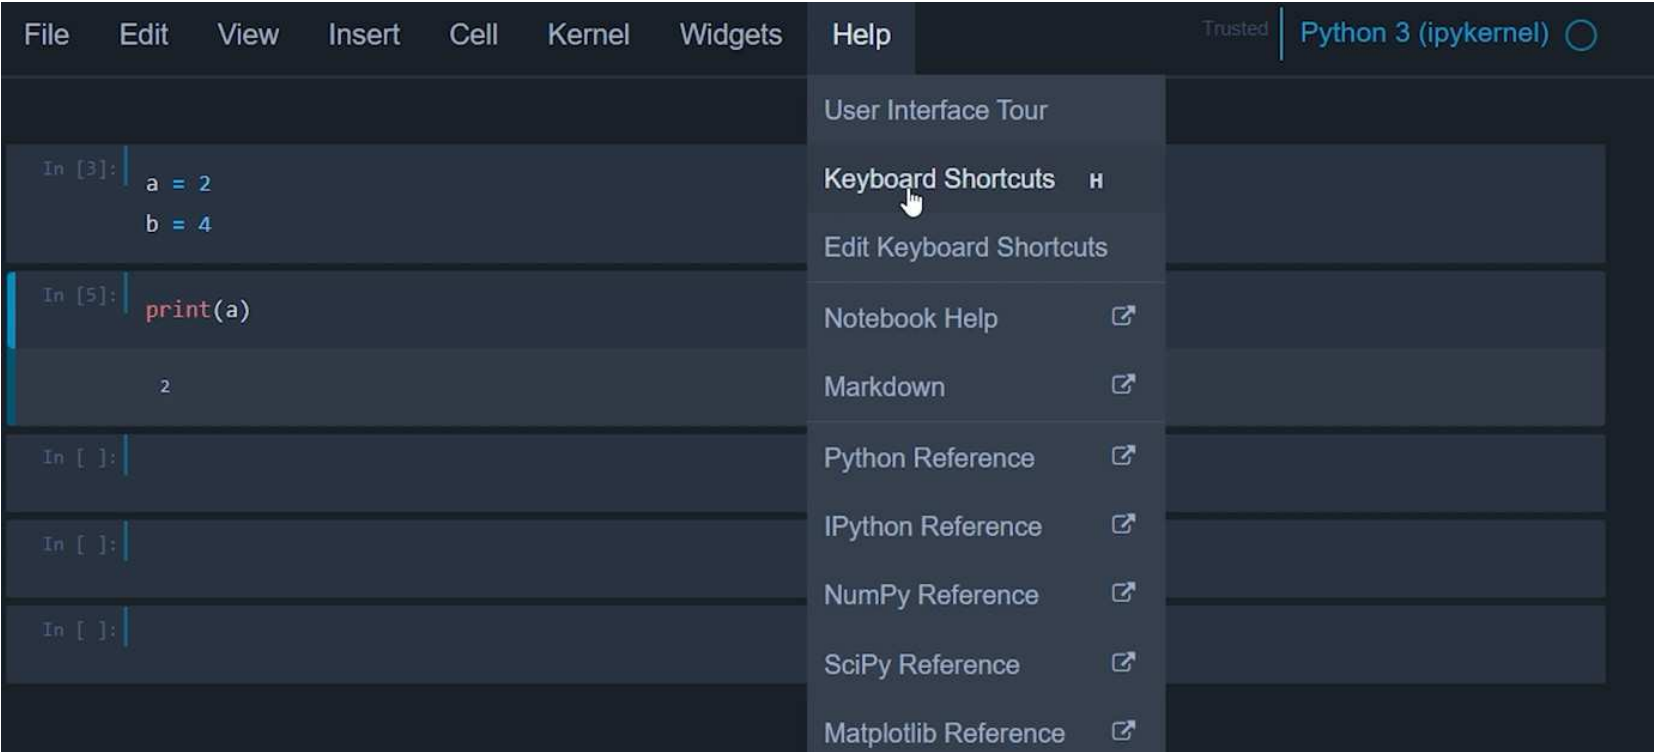 File Edit View Insert Cell Kernel Widgets Help Trusted Python 3 (ipykernel)
In [3]:
a = 2
b = 4
In [5]:
print(a)
2
In [ ]:
In [ ]:
In [ ]:
User Interface Tour
Keyboard Shortcuts H
Edit Keyboard Shortcuts
Notebook Help
Markdown
Python Reference
IPython Reference
NumPy Reference
SciPy Reference
Matplotlib Reference